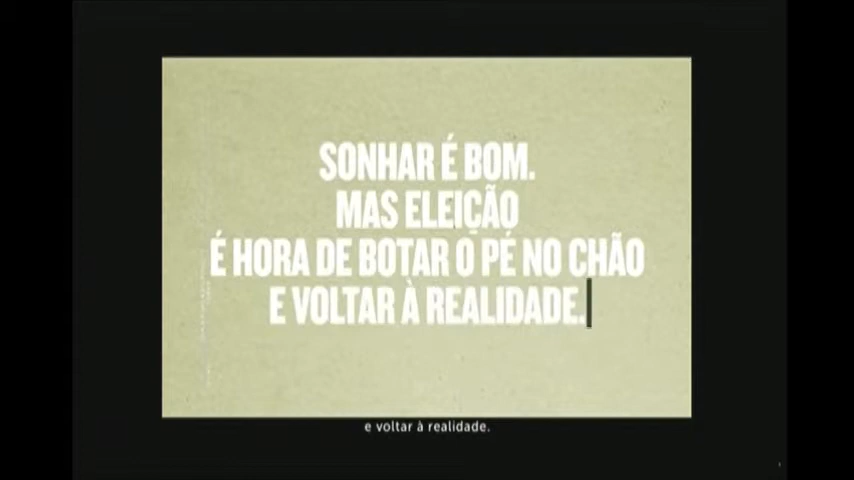 SONHAR É BOM.
MAS ELEIÇÃO
É HORA DE BOTAR O PÉ NO CHÃO
E VOLTAR À REALIDADE.
e voltar à realidade.